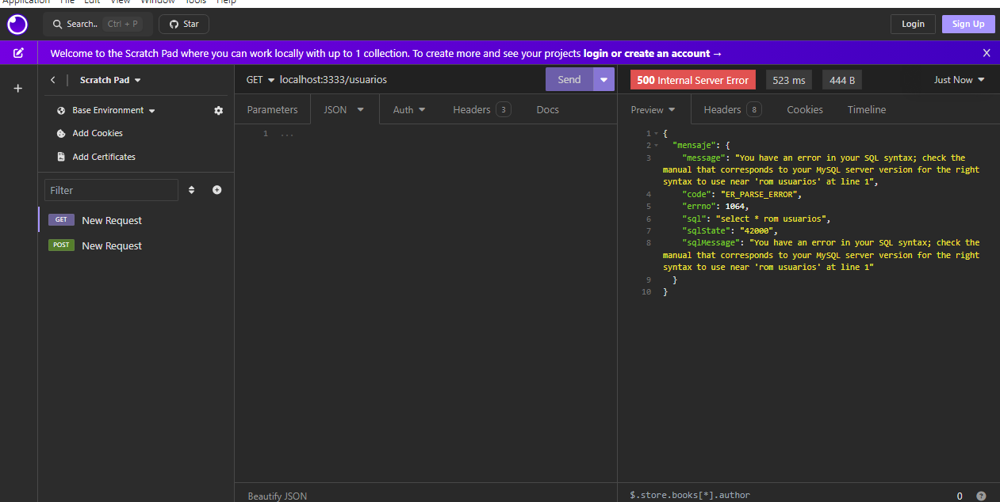 Application File Edit View Window Tools Help
Search.. Ctrl + P
Star
Login
Sign Up
Welcome to the Scratch Pad where you can work locally with up to 1 collection. To create more and see your projects login or create an account →
Scratch Pad
Base Environment
Add Cookies
Add Certificates
Filter
GET New Request
POST New Request
GET localhost:3333/usuarios
Send
Parameters JSON Auth Headers 3 Docs
1 ...
Beautify JSON
500 Internal Server Error 523 ms 444 B Just Now
Preview Headers 8 Cookies Timeline
1 {
2 "mensaje": {
3 "message": "You have an error in your SQL syntax; check the
manual that corresponds to your MySQL server version for the right
syntax to use near 'rom usuarios' at line 1",
4 "code": "ER_PARSE_ERROR",
5 "errno": 1064,
6 "sql": "select * rom usuarios",
7 "sqlState": "42000",
8 "sqlMessage": "You have an error in your SQL syntax; check the
manual that corresponds to your MySQL server version for the right
syntax to use near 'rom usuarios' at line 1"
9 }
10 }
$.store.books[*].author 0 ?